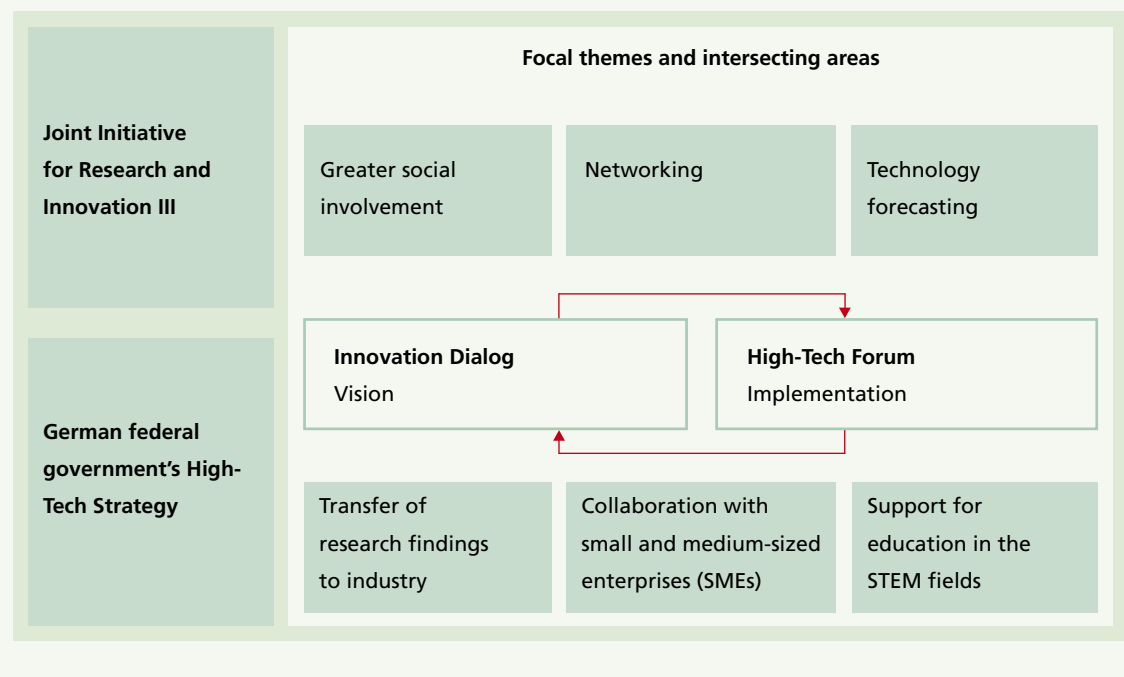 Joint Initiative
for Research and
Innovation III
German federal
government's High-
Tech Strategy
Focal themes and intersecting areas
Greater social
involvement
Networking
Technology
forecasting
Innovation Dialog
Vision
High-Tech Forum
Implementation
Transfer of
research findings
to industry
Collaboration with
small and medium-sized
enterprises (SMEs)
Support for
education in the
STEM fields